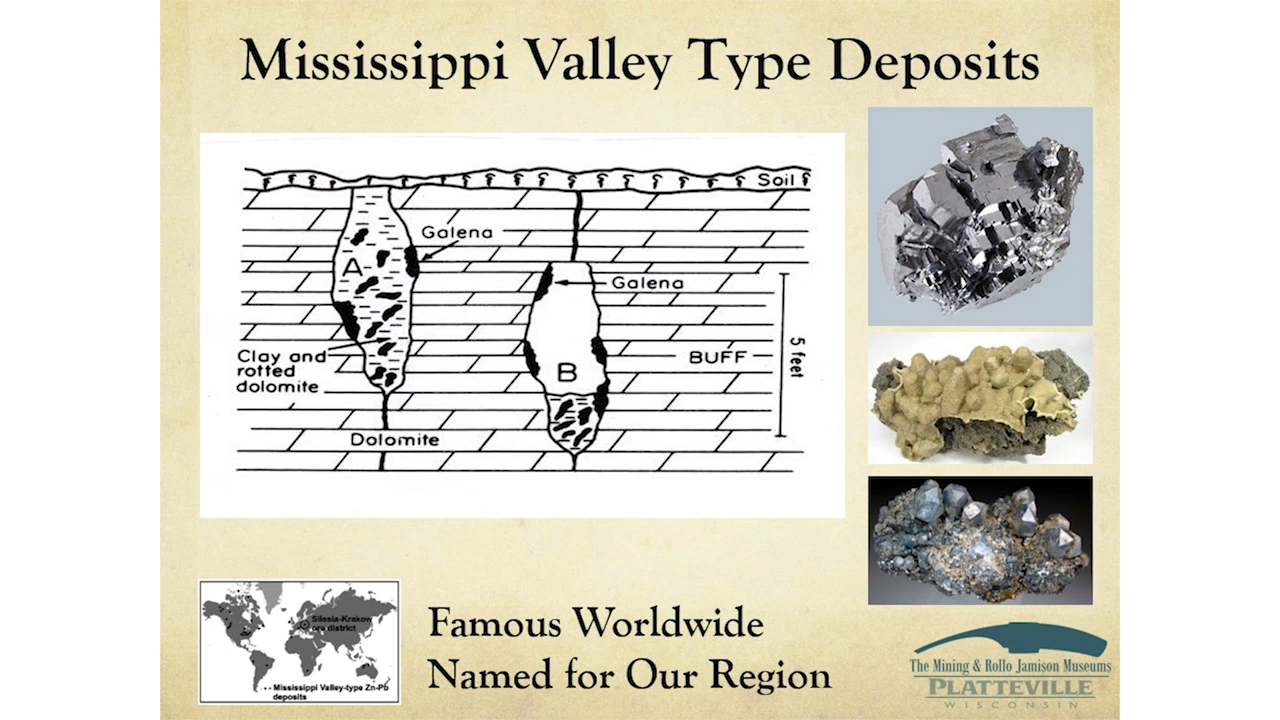 Mississippi Valley Type Deposits
Soil
Galena
A
Galena
Clay and
rotted
dolomite
BUFF
5 feet
B
Dolomite
Silesia-Krakow
ore district
Mississippi Valley-type Zn-Pb
deposits
Famous Worldwide
Named for Our Region
The Mining & Rollo Jamison Museums
PLATTEVILLE
WISCONSIN